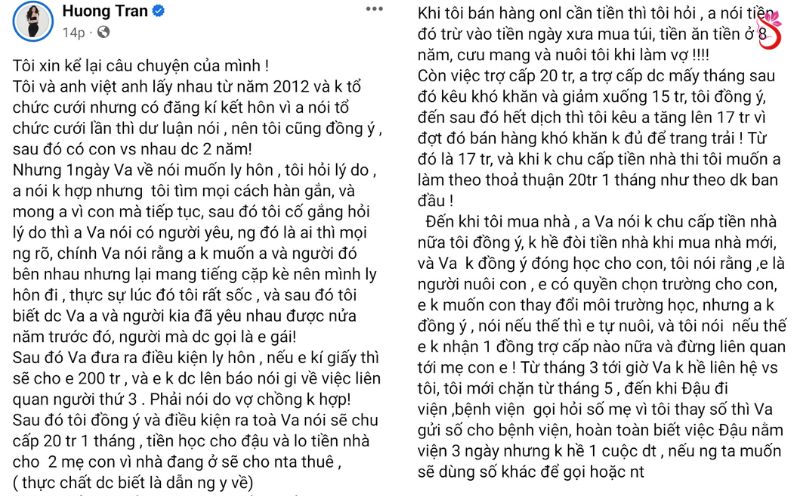 Huong Tran
14p
Tôi xin kể lại câu chuyện của mình !
Tôi và anh việt anh lấy nhau từ năm 2012 và k tổ
chức cưới nhưng có đăng kí kết hôn vì a nói tổ
chức cưới lần thì dư luận nói , nên tôi cũng đồng ý ,
sau đó có con vs nhau dc 2 năm!
Nhưng 1ngày Va về nói muốn ly hôn , tôi hỏi lý do ,
a nói k hợp nhưng tôi tìm mọi cách hàn gắn, và
mong a vì con mà tiếp tục, sau đó tôi cố gắng hỏi
lý do thì a Va nói có người yêu, ng đó là ai thì mọi
ng rõ, chính Va nói rằng a k muốn a và người đó
bên nhau nhưng lại mang tiếng cặp kè nên mình ly
hôn đi , thực sự lúc đó tôi rất sốc , và sau đó tôi
biết dc Va a và người kia đã yêu nhau được nửa
năm trước đó, người mà dc gọi là e gái!
Sau đó Va đưa ra điều kiện ly hôn , nếu e kí giấy thì
sẽ cho e 200 tr , và e k dc lên báo nói gì về việc liên
quan người thứ 3 . Phải nói do vợ chồng k hợp!
Sau đó tôi đồng ý và điều kiện ra toà Va nói sẽ chu
cấp 20 tr 1 tháng , tiền học cho đậu và lo tiền nhà
cho 2 mẹ con vì nhà đang ở sẽ cho nta thuê ,
( thực chất dc biết là dẫn ng y về)
Khi tôi bán hàng onl cần tiền thì tôi hỏi , a nói tiền
đó trừ vào tiền ngày xưa mua túi, tiền ăn tiền ở 8
năm, cưu mang và nuôi tôi khi làm vợ !!!!
Còn việc trợ cấp 20 tr, a trợ cấp dc mấy tháng sau
đó kêu khó khăn và giảm xuống 15 tr, tôi đồng ý,
đến sau đó hết dịch thì tôi kêu a tăng lên 17 tr vì
đợt đó bán hàng khó khăn k đủ để trang trải ! Từ
đó là 17 tr, và khi k chu cấp tiền nhà thi tôi muốn a
làm theo thoả thuận 20tr 1 tháng như theo dk ban
đầu !
Đến khi tôi mua nhà , a Va nói k chu cấp tiền nhà
nữa tôi đồng ý, k hề đòi tiền nhà khi mua nhà mới,
và Va k đồng ý đóng học cho con, tôi nói rằng ,e là
người nuôi con , e có quyền chọn trường cho con,
e k muốn con thay đổi môi trường học, nhưng a k
đồng ý , nói nếu thế thì e tự nuôi, và tôi nói nếu thế
e k nhận 1 đồng trợ cấp nào nữa và đừng liên quan
tới mẹ con e ! Từ tháng 3 tới giờ Va k hề liên hệ vs
tôi, tôi mới chặn từ tháng 5 , đến khi Đậu đi
viện ,bệnh viện gọi hỏi số mẹ vì tôi thay số thì Va
gửi số cho bệnh viện, hoàn toàn biết việc Đậu nằm
viện 3 ngày nhưng k hề 1 cuộc dt , nếu ng ta muốn
sẽ dùng số khác để gọi hoặc nt